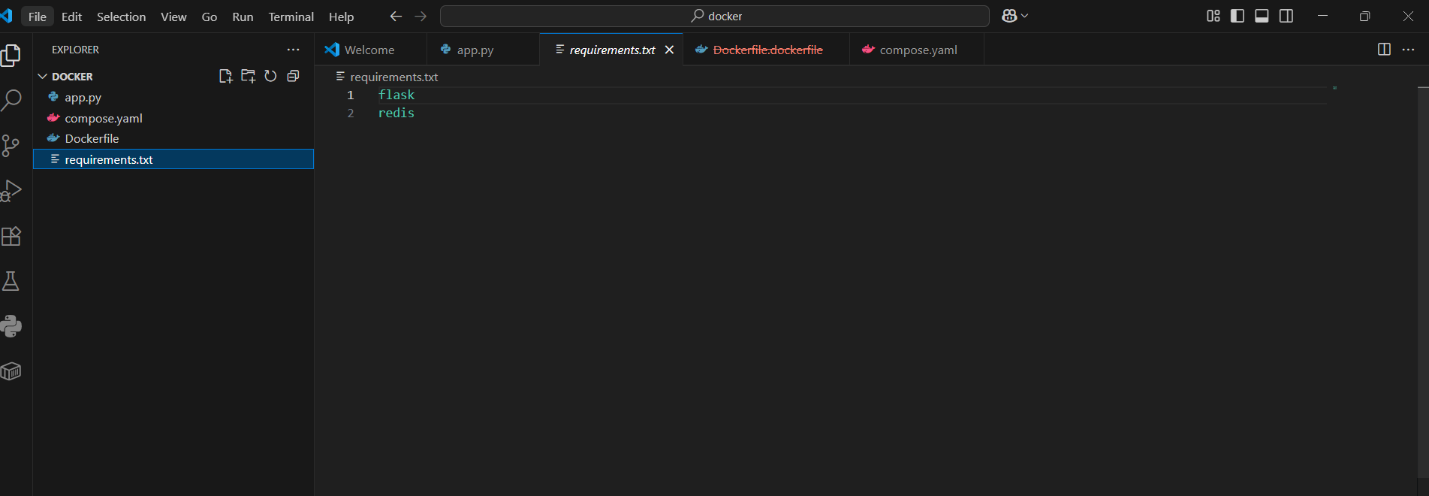 File Edit Selection View Go Run Terminal Help docker
EXPLORER
Welcome app.py requirements.txt Dockerfile.dockerfile compose.yaml
DOCKER
requirements.txt
app.py
compose.yaml
Dockerfile
requirements.txt
1 flask
2 redis